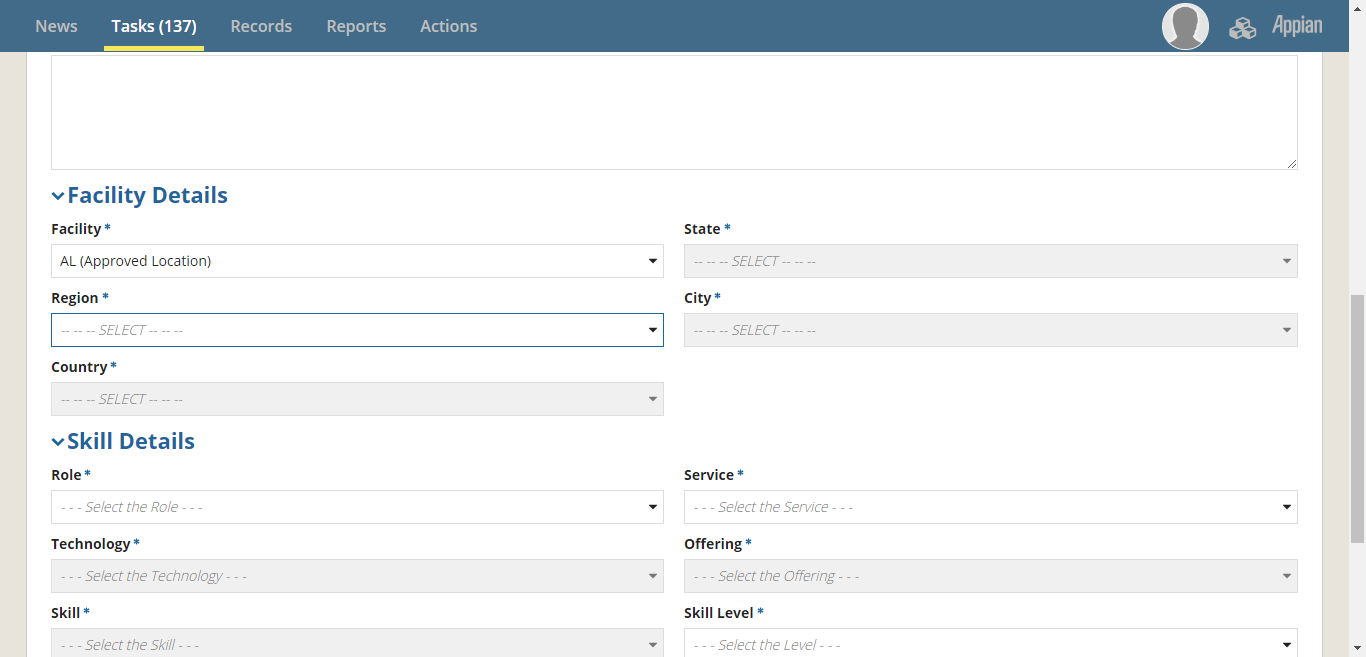 News Tasks (137) Records Reports Actions Appian
Facility Details
Facility * State *
AL (Approved Location) -- -- -- SELECT -- -- --
Region * City *
-- -- -- SELECT -- -- -- -- -- -- SELECT -- -- --
Country *
-- -- -- SELECT -- -- --
Skill Details
Role * Service *
- - - Select the Role - - - - - - Select the Service - - -
Technology * Offering *
- - - Select the Technology - - - - - - Select the Offering - - -
Skill * Skill Level *
- - - Select the Skill - - - - - - Select the Level - - -